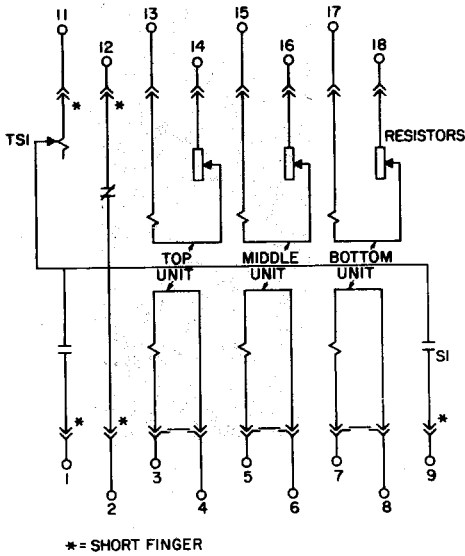 11 13 15 17
12 14 16 18
* *
TS1
RESISTORS
TOP UNIT
MIDDLE UNIT
BOTTOM UNIT
S1
* * *
1 3 5 7 9
2 4 6 8
*= SHORT FINGER